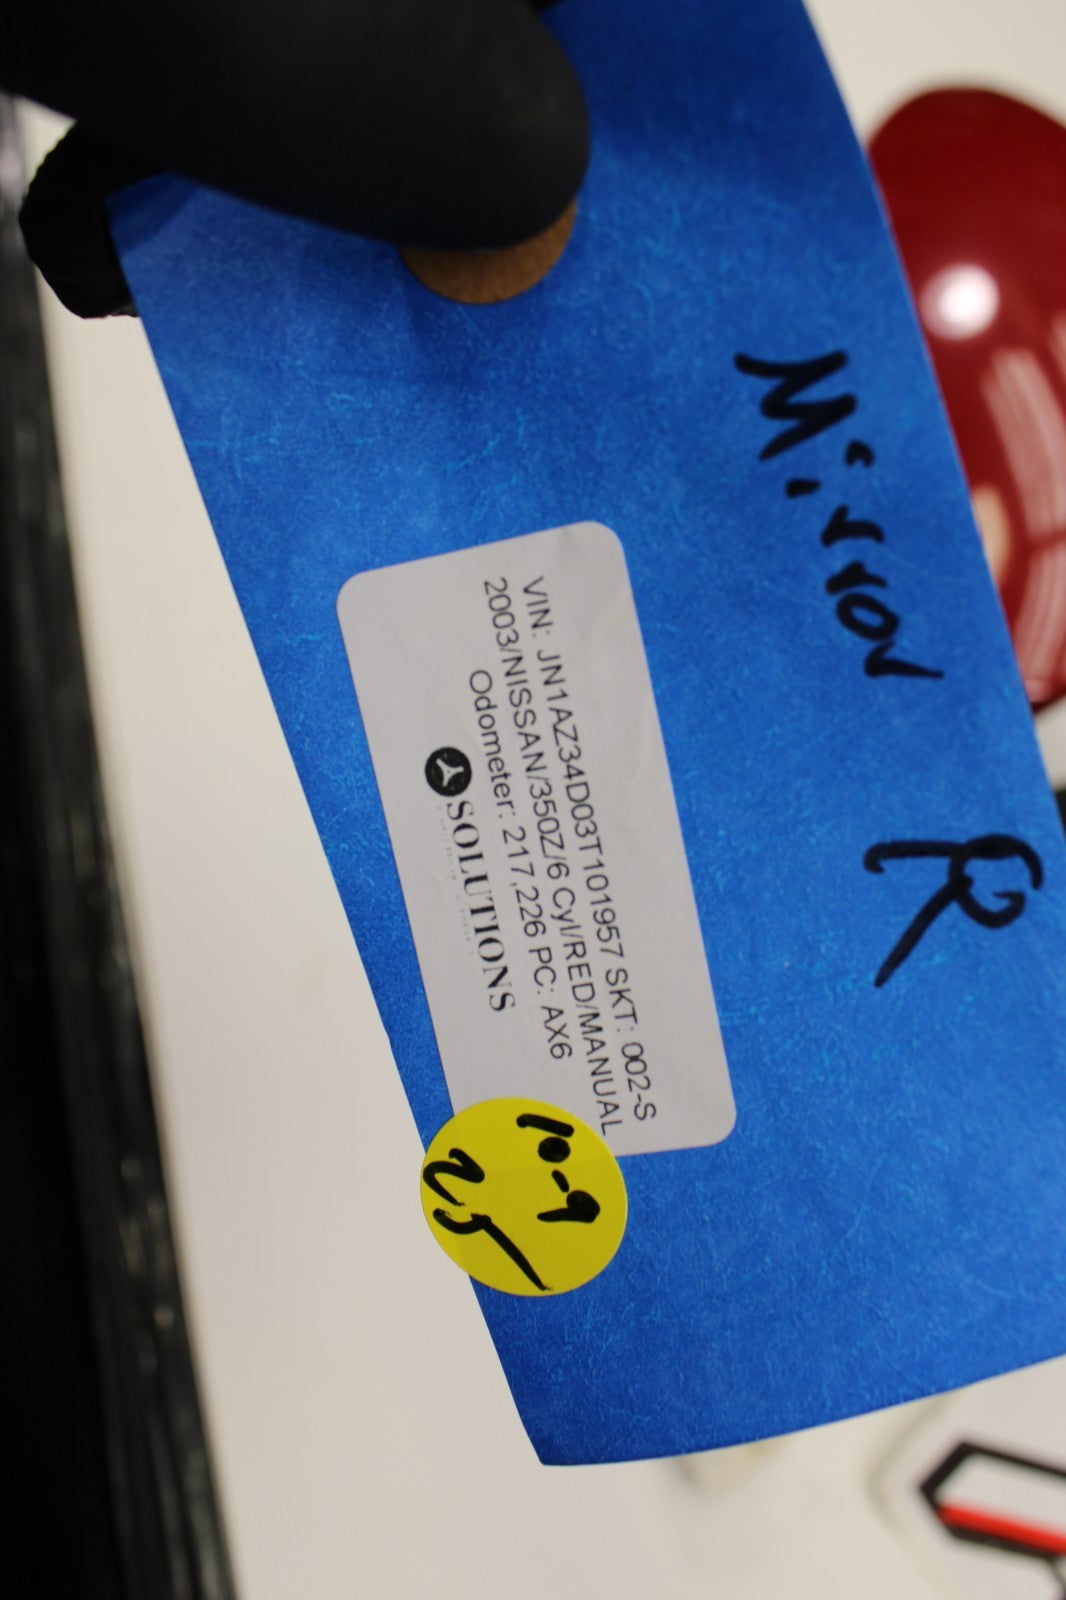 Mirror
R
VIN: JN1AZ34D03T101957 SKT: 002-S
2003/NISSAN/350Z/6 Cyl/RED/MANUAL
Odometer: 217,226 PC: AX6
SOLUTIONS
10-9
25